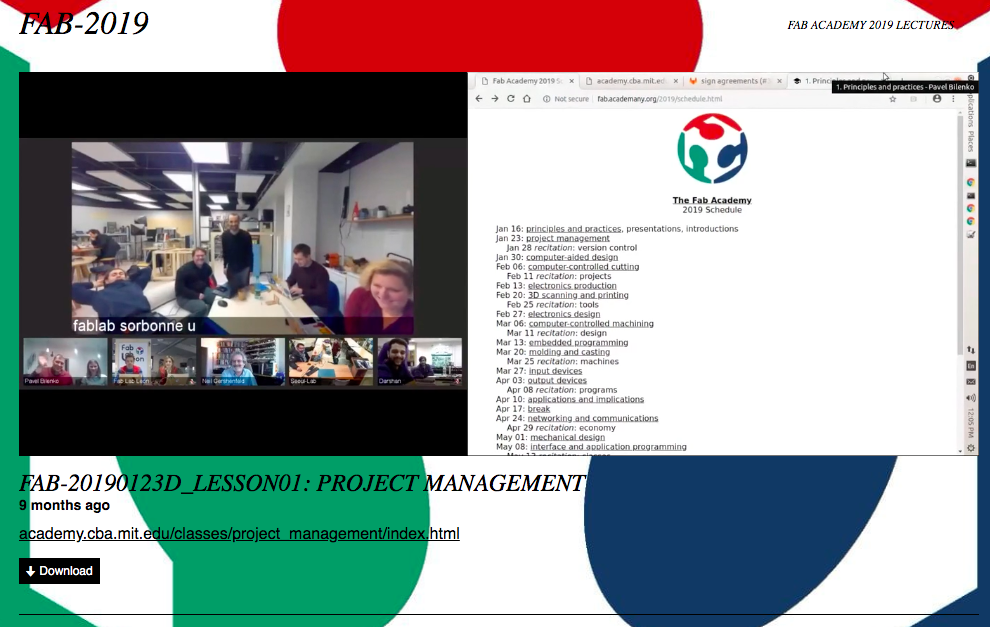 FAB-2019
FAB ACADEMY 2019 LECTURES
Fab Academy 2019 S
academy.cba.mit.ed
sign agreements (
1. Princi
1. Principles and practices - Pavel Bilenko
Not secure
fab.academany.org/2019/schedule.html
plications
Places
The Fab Academy
2019 Schedule
Jan 16: principles and practices, presentations, introductions
Jan 23: project management
Jan 28 recitation: version control
Jan 30: computer-aided design
Feb 06: computer-controlled cutting
Feb 11 recitation: projects
Feb 13: electronics production
Feb 20: 3D scanning and printing
Feb 25 recitation: tools
Feb 27: electronics design
Mar 06: computer-controlled machining
Mar 11 recitation: design
Mar 13: embedded programming
Mar 20: molding and casting
Mar 25 recitation: machines
Mar 27: input devices
Apr 03: output devices
Apr 08 recitation: programs
Apr 10: applications and implications
Apr 17: break
Apr 24: networking and communications
Apr 29 recitation: economy
May 01: mechanical design
May 08: interface and application programming
En
12:05 PM
fablab sorbonne u
Pavel Bilenko
Fab Lab Leon
Neil Gershenfeld
Seoul-Lab
Darshan
FAB-20190123D_LESSON01: PROJECT MANAGEMENT
9 months ago
academy.cba.mit.edu/classes/project_management/index.html
Download